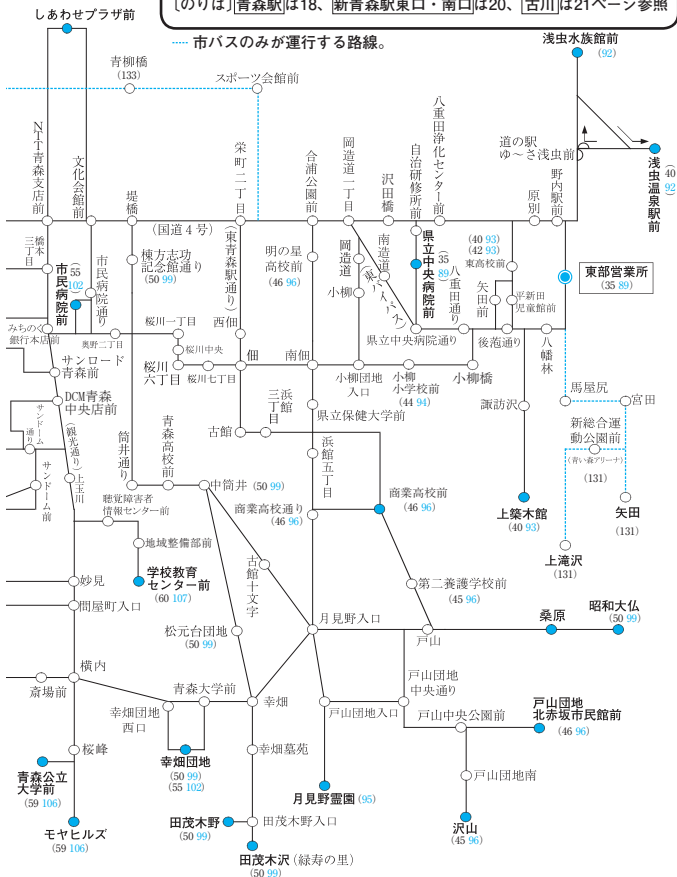 ［のりば］青森駅は18、新青森駅東口・南口は20、古川は21ページ参照
しあわせプラザ前
市バスのみが運行する路線。
浅虫水族館前
(92)
青柳橋
(133)
スポーツ会館前
NTT青森支店前
文化会館前
堤橋
栄町二丁目
合浦公園前
岡造道一丁目
沢田橋
自治研修所前
八重田浄化センター前
道の駅
ゆ〜さ浅虫前
原別
野内駅前
浅虫温泉駅前
(40
92)
(国道4号)
橋本
三丁目
市民病院前
(55
102)
市民病院通り
棟方志功
記念館通り
(50 99)
(東青森駅通り)
明の星
高校前
(46 96)
岡造道
南造道
(東バイパス)
小柳
県立中央病院前
(35
89)
八重田通り
(40 93)
(42 93)
東高校前
矢田前
平新田
児童館前
東部営業所
(35 89)
みちのく
銀行本店前
奥野二丁目
桜川一丁目
桜川中央
桜川
六丁目
桜川七丁目
西佃
佃
南佃
県立中央病院通り
後萢通り
八幡林
サンロード
青森前
小柳団地
入口
小柳
小学校前
(44 94)
小柳橋
DCM青森
中央店前
サンドーム
通り
サンドーム前
(観光通り)
上玉川
筒井通り
青森高校前
古館
浜館
三丁目
県立保健大学前
浜館五丁目
諏訪沢
馬屋尻
宮田
新総合運
動公園前
(青い森アリーナ)
(131)
中筒井 (50 99)
商業高校通り
(46 96)
商業高校前
(46 96)
上築木館
(40 93)
矢田
(131)
聴覚障害者
情報センター前
地域整備部前
上滝沢
(131)
学校教育
センター前
(60 107)
古館十文字
第二養護学校前
(45 96)
妙見
問屋町入口
松元台団地
(50 99)
月見野入口
戸山
桑原
昭和大仏
(50 99)
横内
斎場前
青森大学前
幸畑団地
西口
幸畑
戸山団地
中央通り
戸山団地入口
戸山中央公園前
戸山団地
北赤坂市民館前
(46 96)
桜峰
青森公立
大学前
(59 106)
幸畑団地
(50 99)
(55 102)
幸畑墓苑
月見野霊園 (95)
戸山団地南
モヤヒルズ
(59 106)
田茂木野
(50 99)
田茂木野入口
沢山
(45 96)
田茂木沢 (緑寿の里)
(50 99)